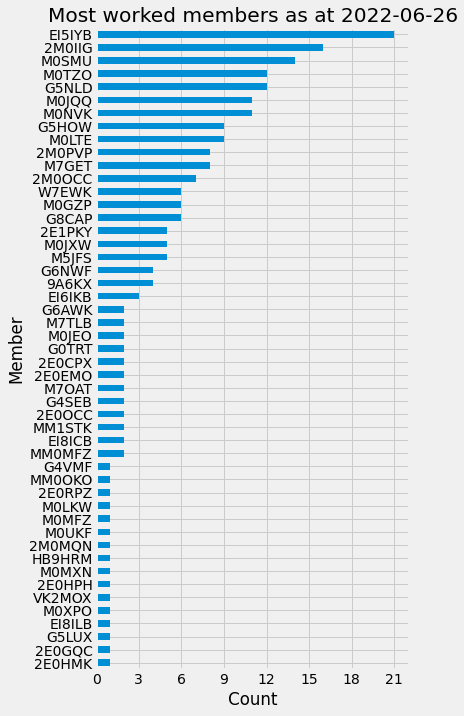 Most worked members as at 2022-06-26
EI5IYB
2M0IIG
M0SMU
M0TZO
G5NLD
M0JQQ
M0NVK
G5HOW
M0LTE
2M0PVP
M7GET
2M0OCC
W7EWK
M0GZP
G8CAP
2E1PKY
M0JXW
M5JFS
G6NWF
9A6KX
EI6IKB
G6AWK
M7TLB
M0JEO
G0TRT
2E0CPX
2E0EMO
M7OAT
G4SEB
2E0OCC
MM1STK
EI8ICB
MM0MFZ
G4VMF
MM0OKO
2E0RPZ
M0LKW
M0MFZ
M0UKF
2M0MQN
HB9HRM
M0MXN
2E0HPH
VK2MOX
M0XPO
EI8ILB
G5LUX
2E0GQC
2E0HMK
Member
0 3 6 9 12 15 18 21
Count